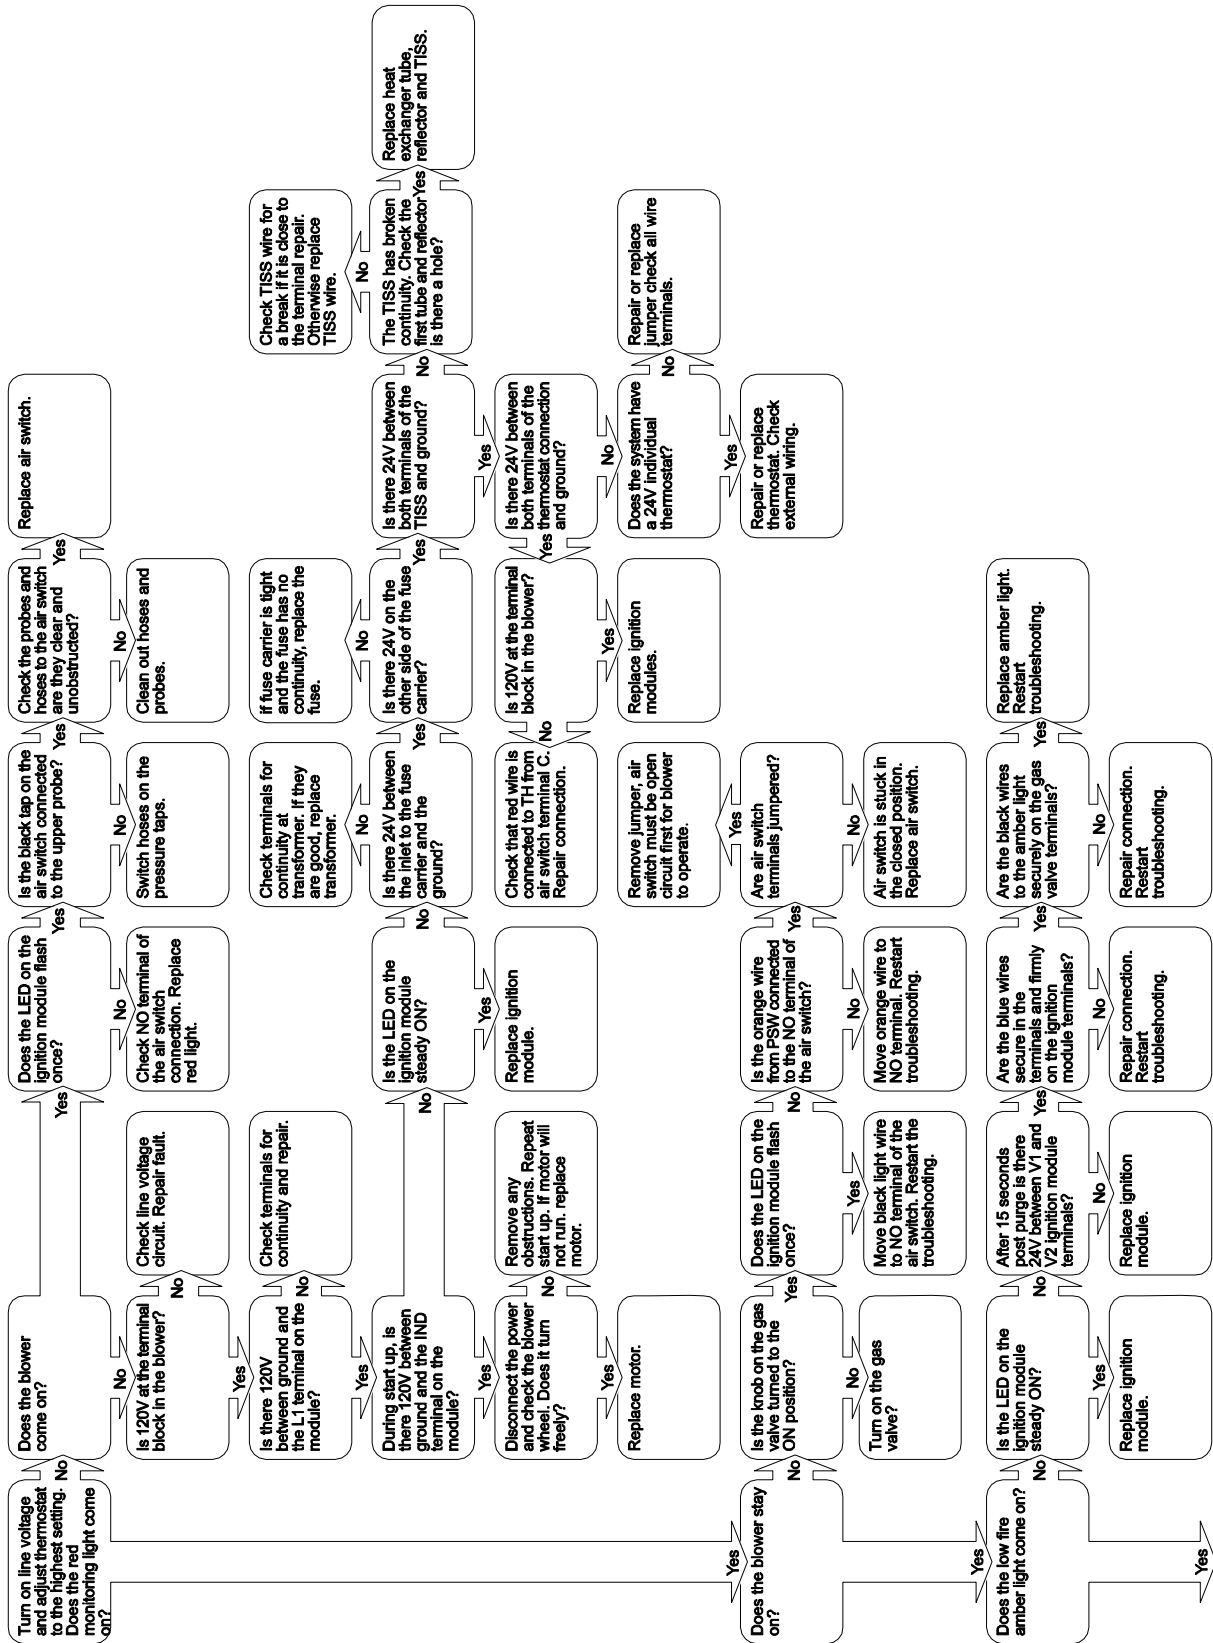 Turn on line voltage
and adjust thermostat
to the highest setting.
Does the red
monitoring light come
on?
No
Does the blower
come on?
Yes
Does the LED on the
ignition module flash
once?
Yes
Is the black tap on the
air switch connected
to the upper probe?
Yes
Check the probes and
hoses to the air switch
are they clear and
unobstructed?
Yes
Replace air switch.
No
Is 120V at the terminal
block in the blower?
No
Check line voltage
circuit. Repair fault.
No
Check NO terminal of
the air switch
connection. Replace
red light.
No
Switch hoses on the
pressure taps.
No
Clean out hoses and
probes.
Yes
Is there 120V
between ground and
the L1 terminal on the
module?
No
Check terminals for
continuity and repair.
Check terminals for
continuity at
transformer. If they
are good, replace
transformer.
No
if fuse carrier is tight
and the fuse has no
continuity, replace the
fuse.
No
Check TISS wire for
a break if it is close to
the terminal repair.
Otherwise replace
TISS wire.
No
Yes
During start up, is
there 120V between
ground and the IND
terminal on the
module?
No
Is the LED on the
ignition module
steady ON?
No
Is there 24V between
the inlet to the fuse
carrier and the
ground?
Yes
Is there 24V on the
other side of the fuse
carrier?
Yes
Is there 24V between
both terminals of the
TISS and ground?
No
The TISS has broken
continuity. Check the
first tube and reflector
is there a hole?
Yes
Replace heat
exchanger tube,
reflector and TISS.
Yes
Disconnect the power
and check the blower
wheel. Does it turn
freely?
No
Remove any
obstructions. Repeat
start up. If motor will
not run. replace
motor.
Yes
Replace ignition
module.
Check that red wire is
connected to TH from
air switch terminal C.
Repair connection.
No
Is 120V at the terminal
block in the blower?
Yes
Yes
Is there 24V between
both terminals of the
thermostat connection
and ground?
Yes
Replace motor.
Yes
Replace ignition
modules.
No
Does the system have
a 24V individual
thermostat?
No
Repair or replace
jumper check all wire
terminals.
Yes
Repair or replace
thermostat. Check
external wiring.
Remove jumper, air
switch must be open
circuit first for blower
to operate.
Yes
Yes
Does the blower stay
on?
No
Is the knob on the gas
valve turned to the
ON position?
Yes
Does the LED on the
ignition module flash
once?
No
Is the orange wire
from PSW connected
to the NO terminal of
the air switch?
Yes
Are air switch
terminals jumpered?
No
Turn on the gas
valve?
Yes
Move black light wire
to NO terminal of the
air switch. Restart the
troubleshooting.
No
Move orange wire to
NO terminal. Restart
troubleshooting.
No
Air switch is stuck in
the closed position.
Replace air switch.
Yes
Does the low fire
amber light come on?
No
Is the LED on the
ignition module
steady ON?
No
After 15 seconds
post purge is there
24V between V1 and
V2 ignition module
terminals?
Yes
Are the blue wires
secure in the
terminals and firmly
on the ignition
module terminals?
Yes
Are the black wires
to the amber light
securely on the gas
valve terminals?
Yes
Replace amber light.
Restart
troubleshooting.
Yes
Replace ignition
module.
No
Replace ignition
module.
No
Repair connection.
Restart
troubleshooting.
No
Repair connection.
Restart
troubleshooting.
Yes